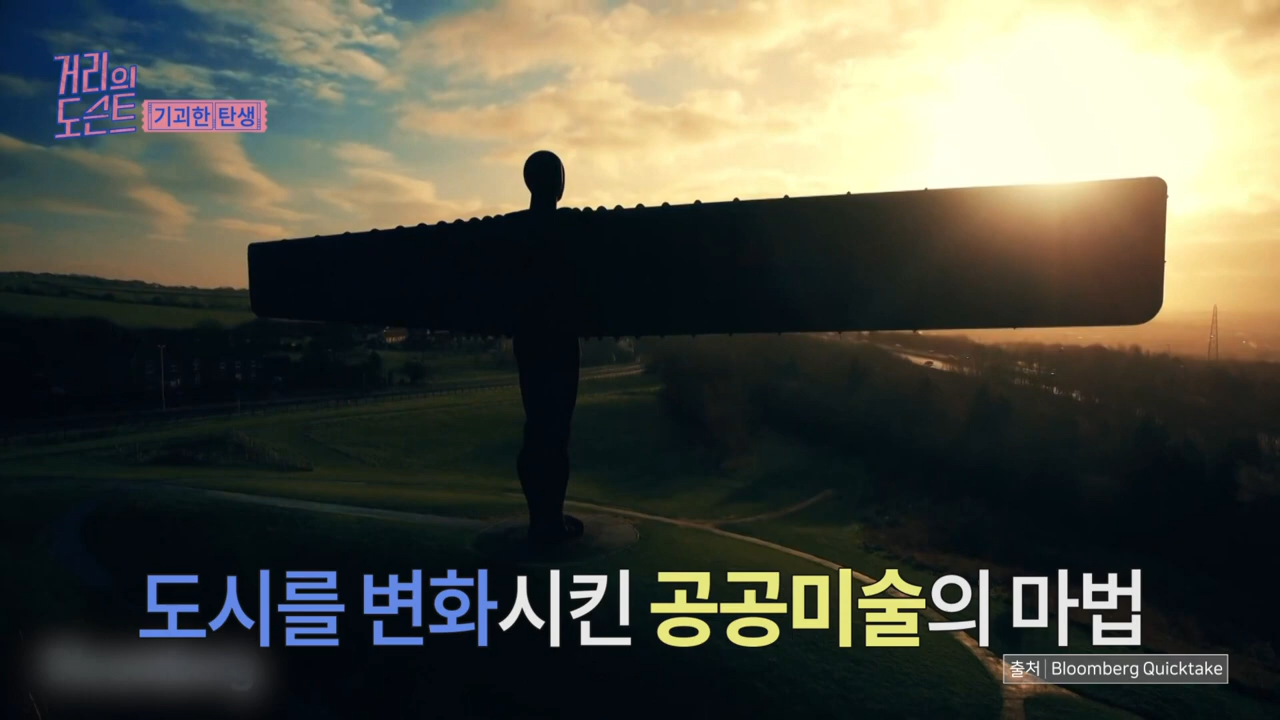 거리의
도슨트
기괴한 탄생
도시를 변화시킨 공공미술의 마법
출처 | Bloomberg Quicktake